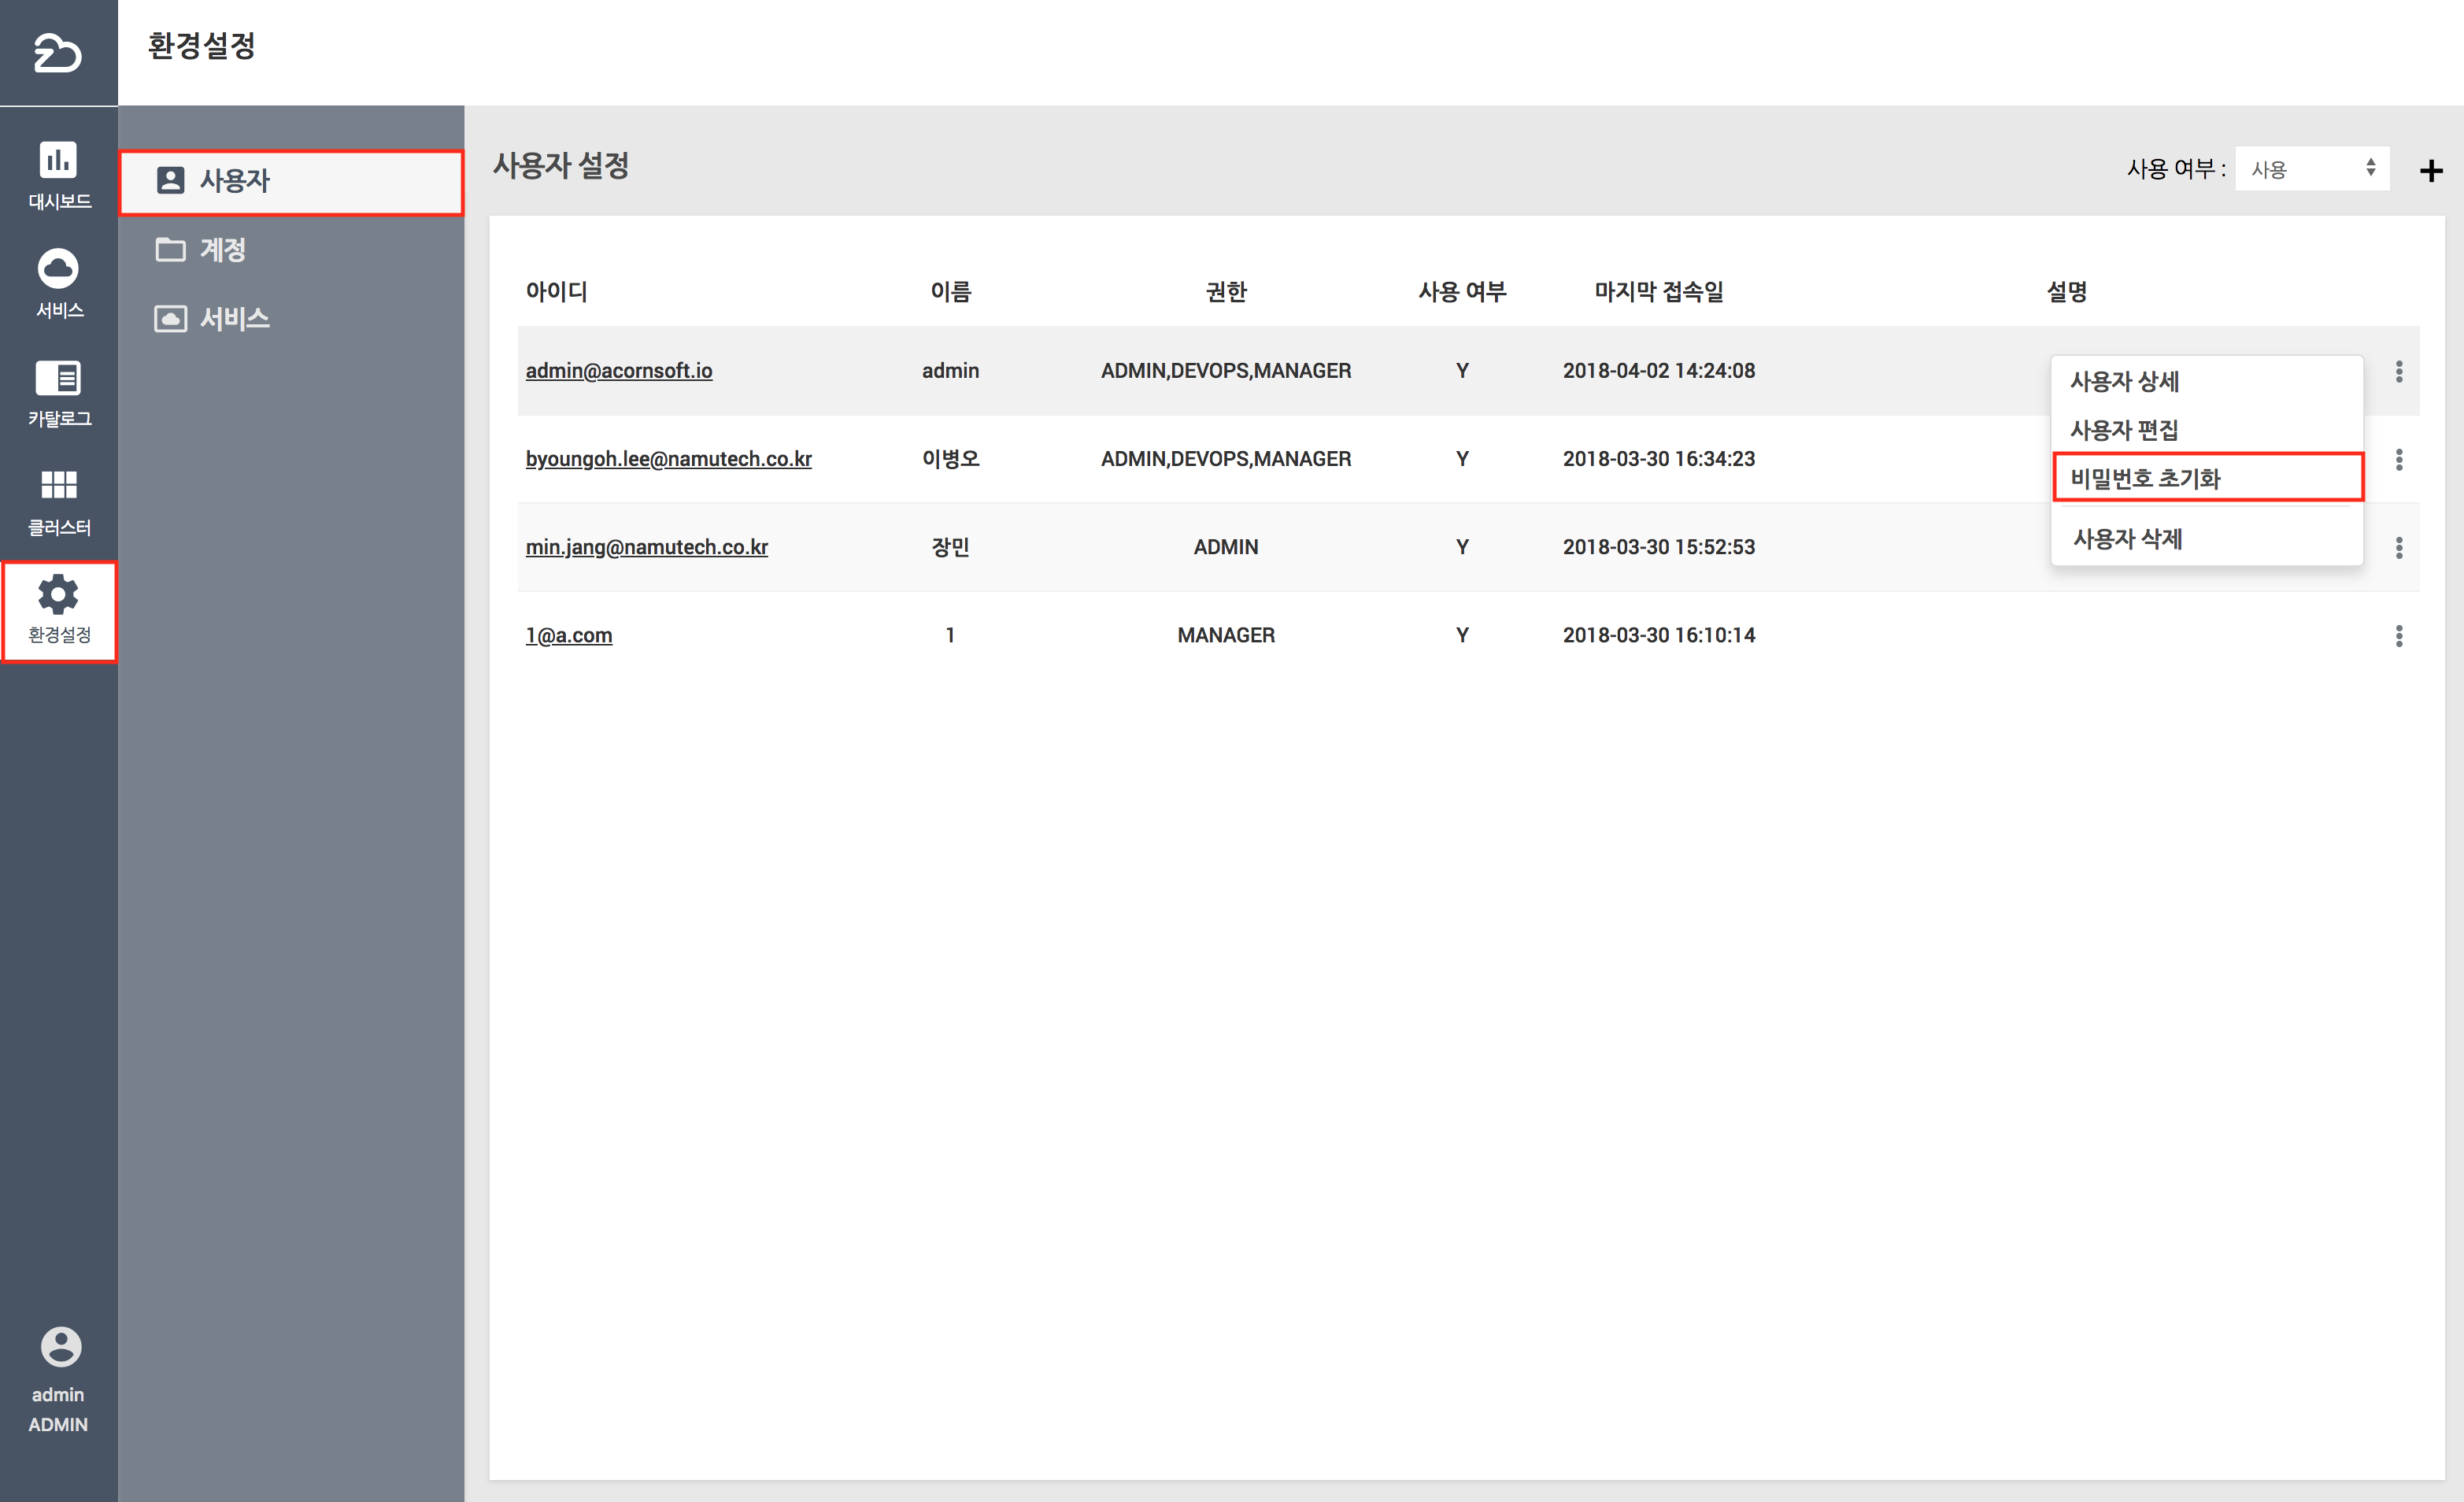 환경설정
대시보드
서비스
카탈로그
클러스터
환경설정
admin
ADMIN
사용자
계정
서비스
사용자 설정
사용 여부 : 사용
아이디 이름 권한 사용 여부 마지막 접속일 설명
admin@acornsoft.io admin ADMIN,DEVOPS,MANAGER Y 2018-04-02 14:24:08
byoungoh.lee@namutech.co.kr 이병오 ADMIN,DEVOPS,MANAGER Y 2018-03-30 16:34:23
min.jang@namutech.co.kr 장민 ADMIN Y 2018-03-30 15:52:53
1@a.com 1 MANAGER Y 2018-03-30 16:10:14
사용자 상세
사용자 편집
비밀번호 초기화
사용자 삭제